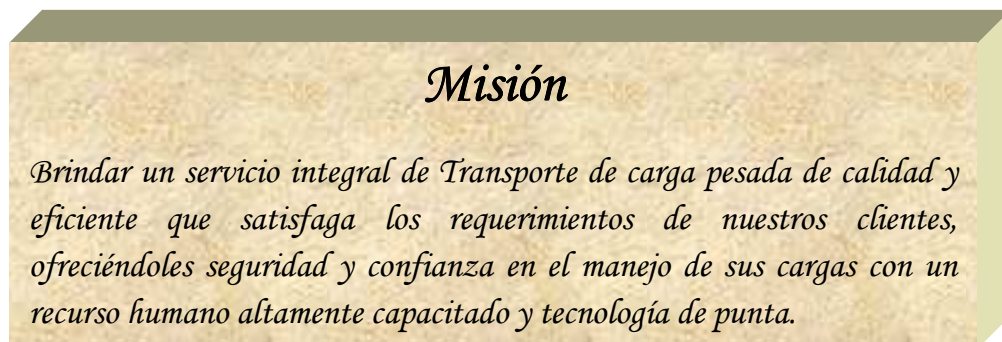 Misión
Brindar un servicio integral de Transporte de carga pesada de calidad y
eficiente que satisfaga los requerimientos de nuestros clientes,
ofreciéndoles seguridad y confianza en el manejo de sus cargas con un
recurso humano altamente capacitado y tecnología de punta.